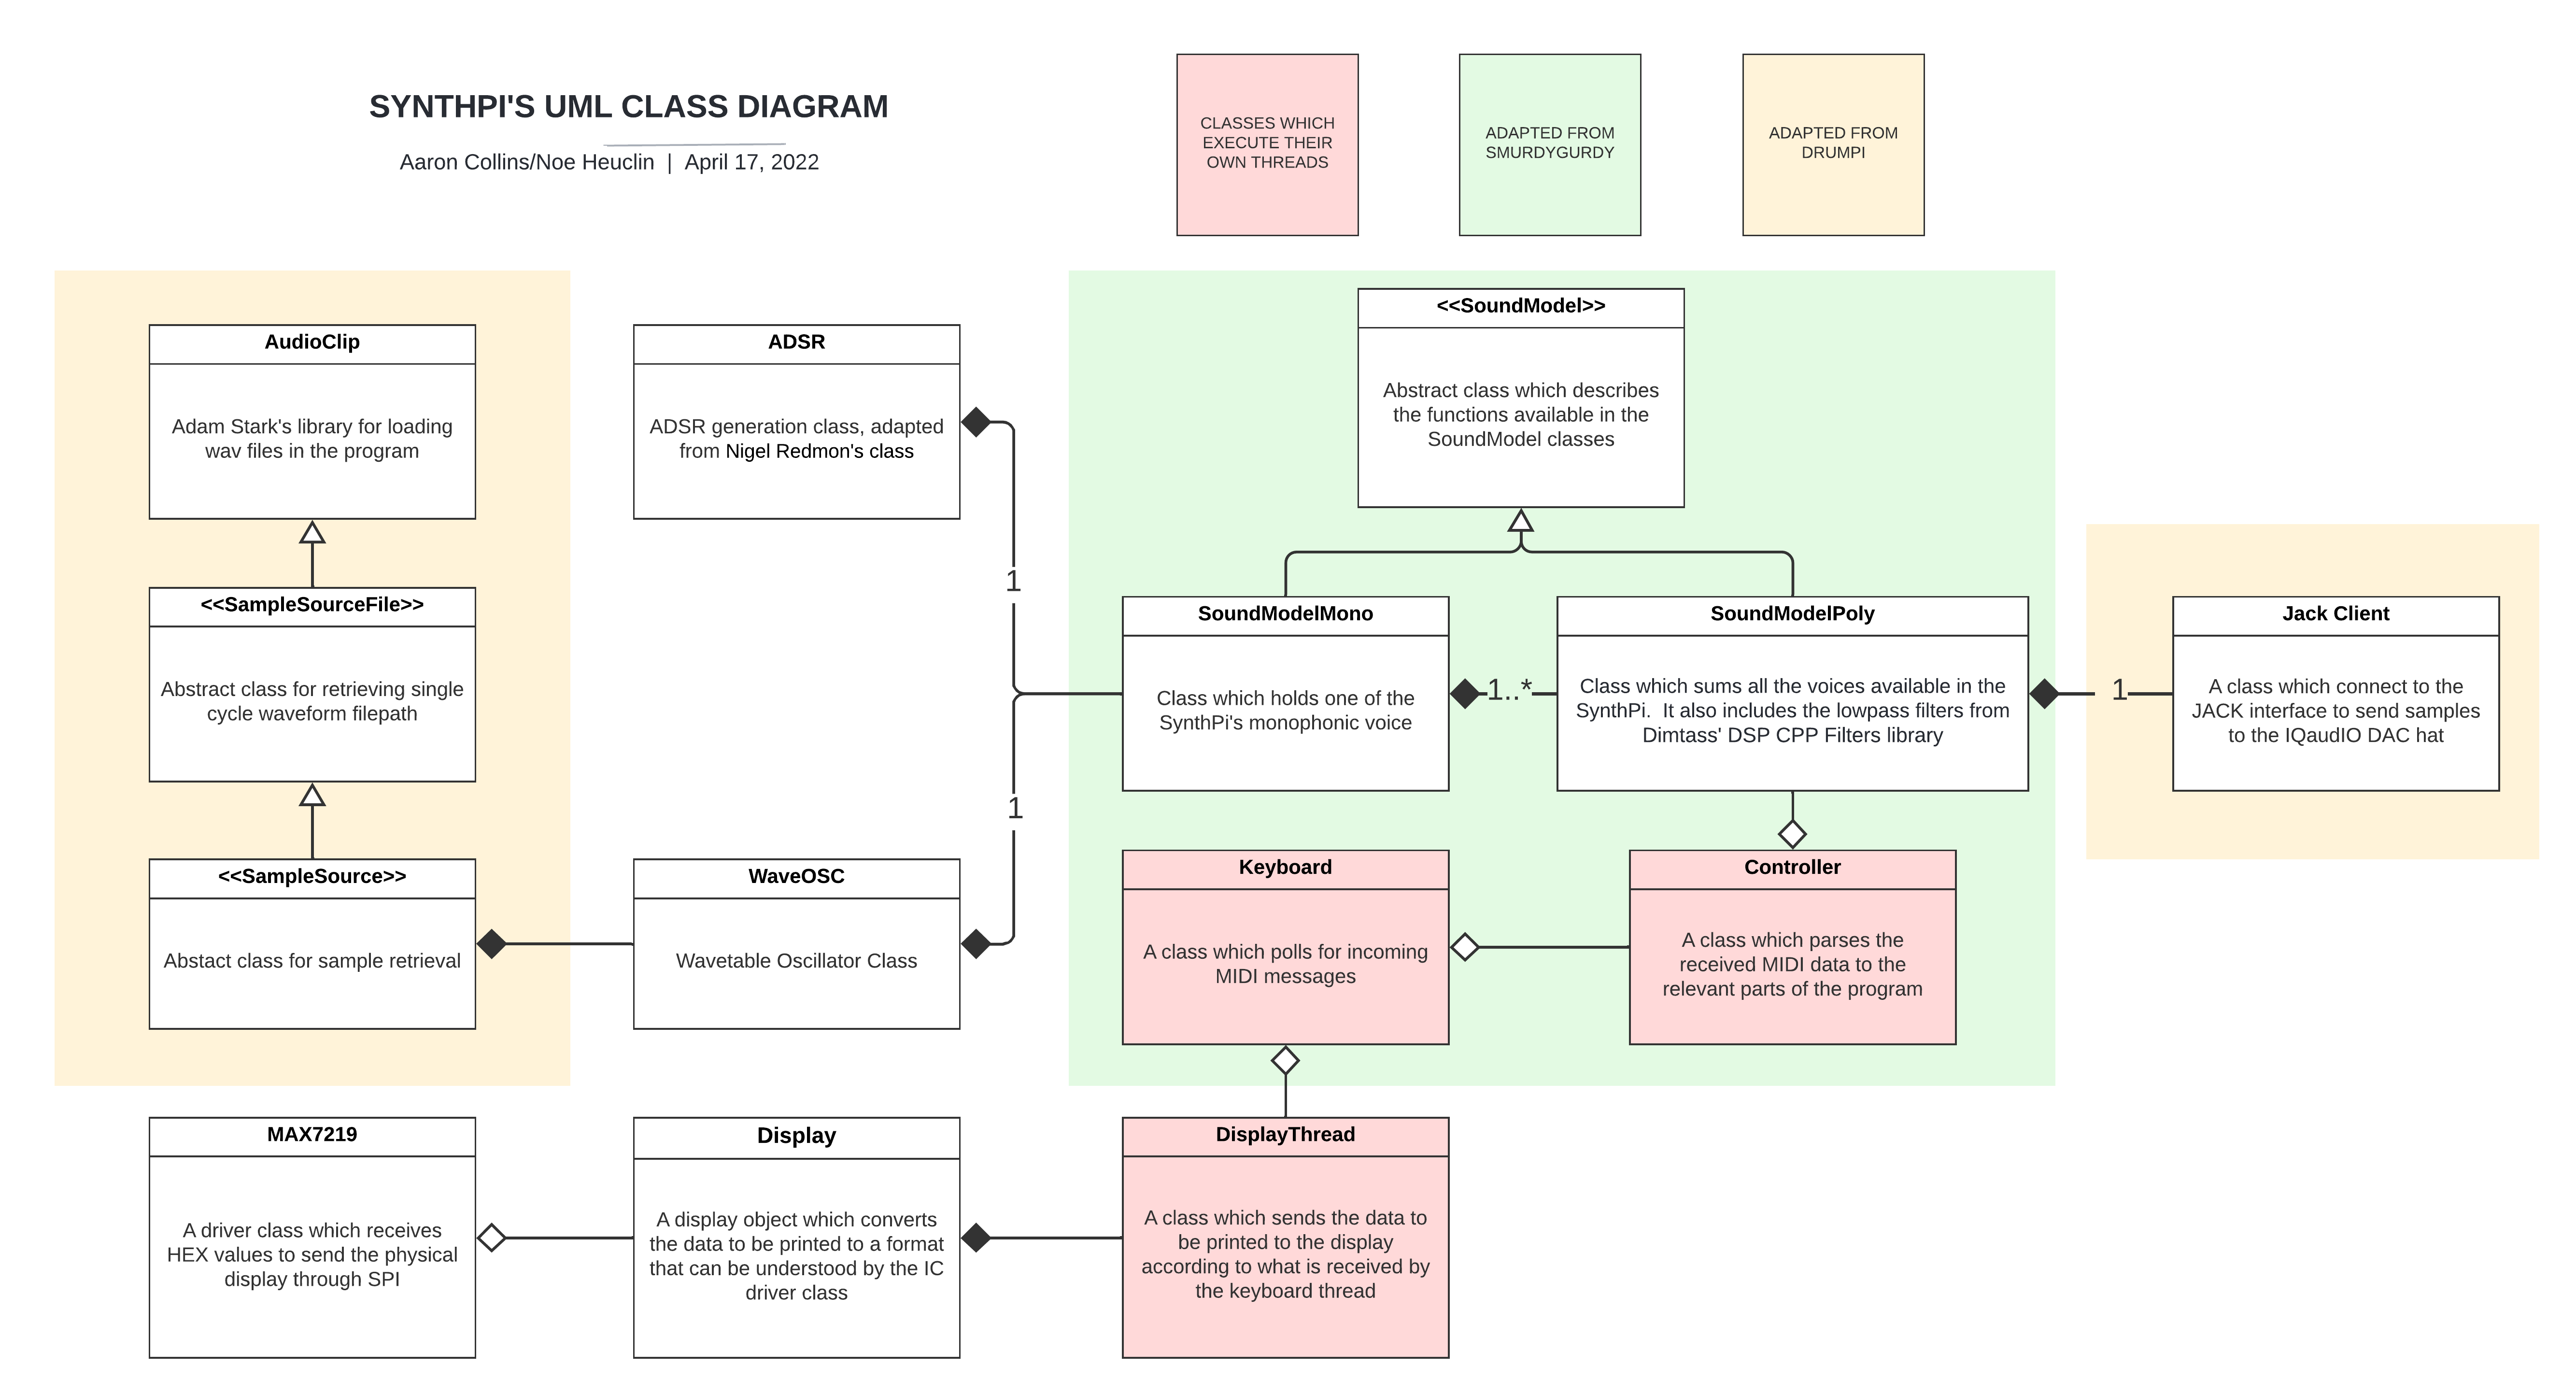 SYNTHPI'S UML CLASS DIAGRAM
Aaron Collins/Noe Heuclin | April 17, 2022
CLASSES WHICH
EXECUTE THEIR
OWN THREADS
ADAPTED FROM
SMURDYGURDY
ADAPTED FROM
DRUMPI
AudioClip
Adam Stark's library for loading
wav files in the program
ADSR
ADSR generation class, adapted
from Nigel Redmon's class
<<SoundModel>>
Abstract class which describes
the functions available in the
SoundModel classes
1
<<SampleSourceFile>>
Abstract class for retrieving single
cycle waveform filepath
SoundModelMono
Class which holds one of the
SynthPi's monophonic voice
1..*
SoundModelPoly
Class which sums all the voices available in the
SynthPi. It also includes the lowpass filters from
Dimtass' DSP CPP Filters library
1
Jack Client
A class which connect to the
JACK interface to send samples
to the IQaudIO DAC hat
1
<<SampleSource>>
Abstact class for sample retrieval
WaveOSC
Wavetable Oscillator Class
Keyboard
A class which polls for incoming
MIDI messages
Controller
A class which parses the
received MIDI data to the
relevant parts of the program
MAX7219
A driver class which receives
HEX values to send the physical
display through SPI
Display
A display object which converts
the data to be printed to a format
that can be understood by the IC
driver class
DisplayThread
A class which sends the data to
be printed to the display
according to what is received by
the keyboard thread